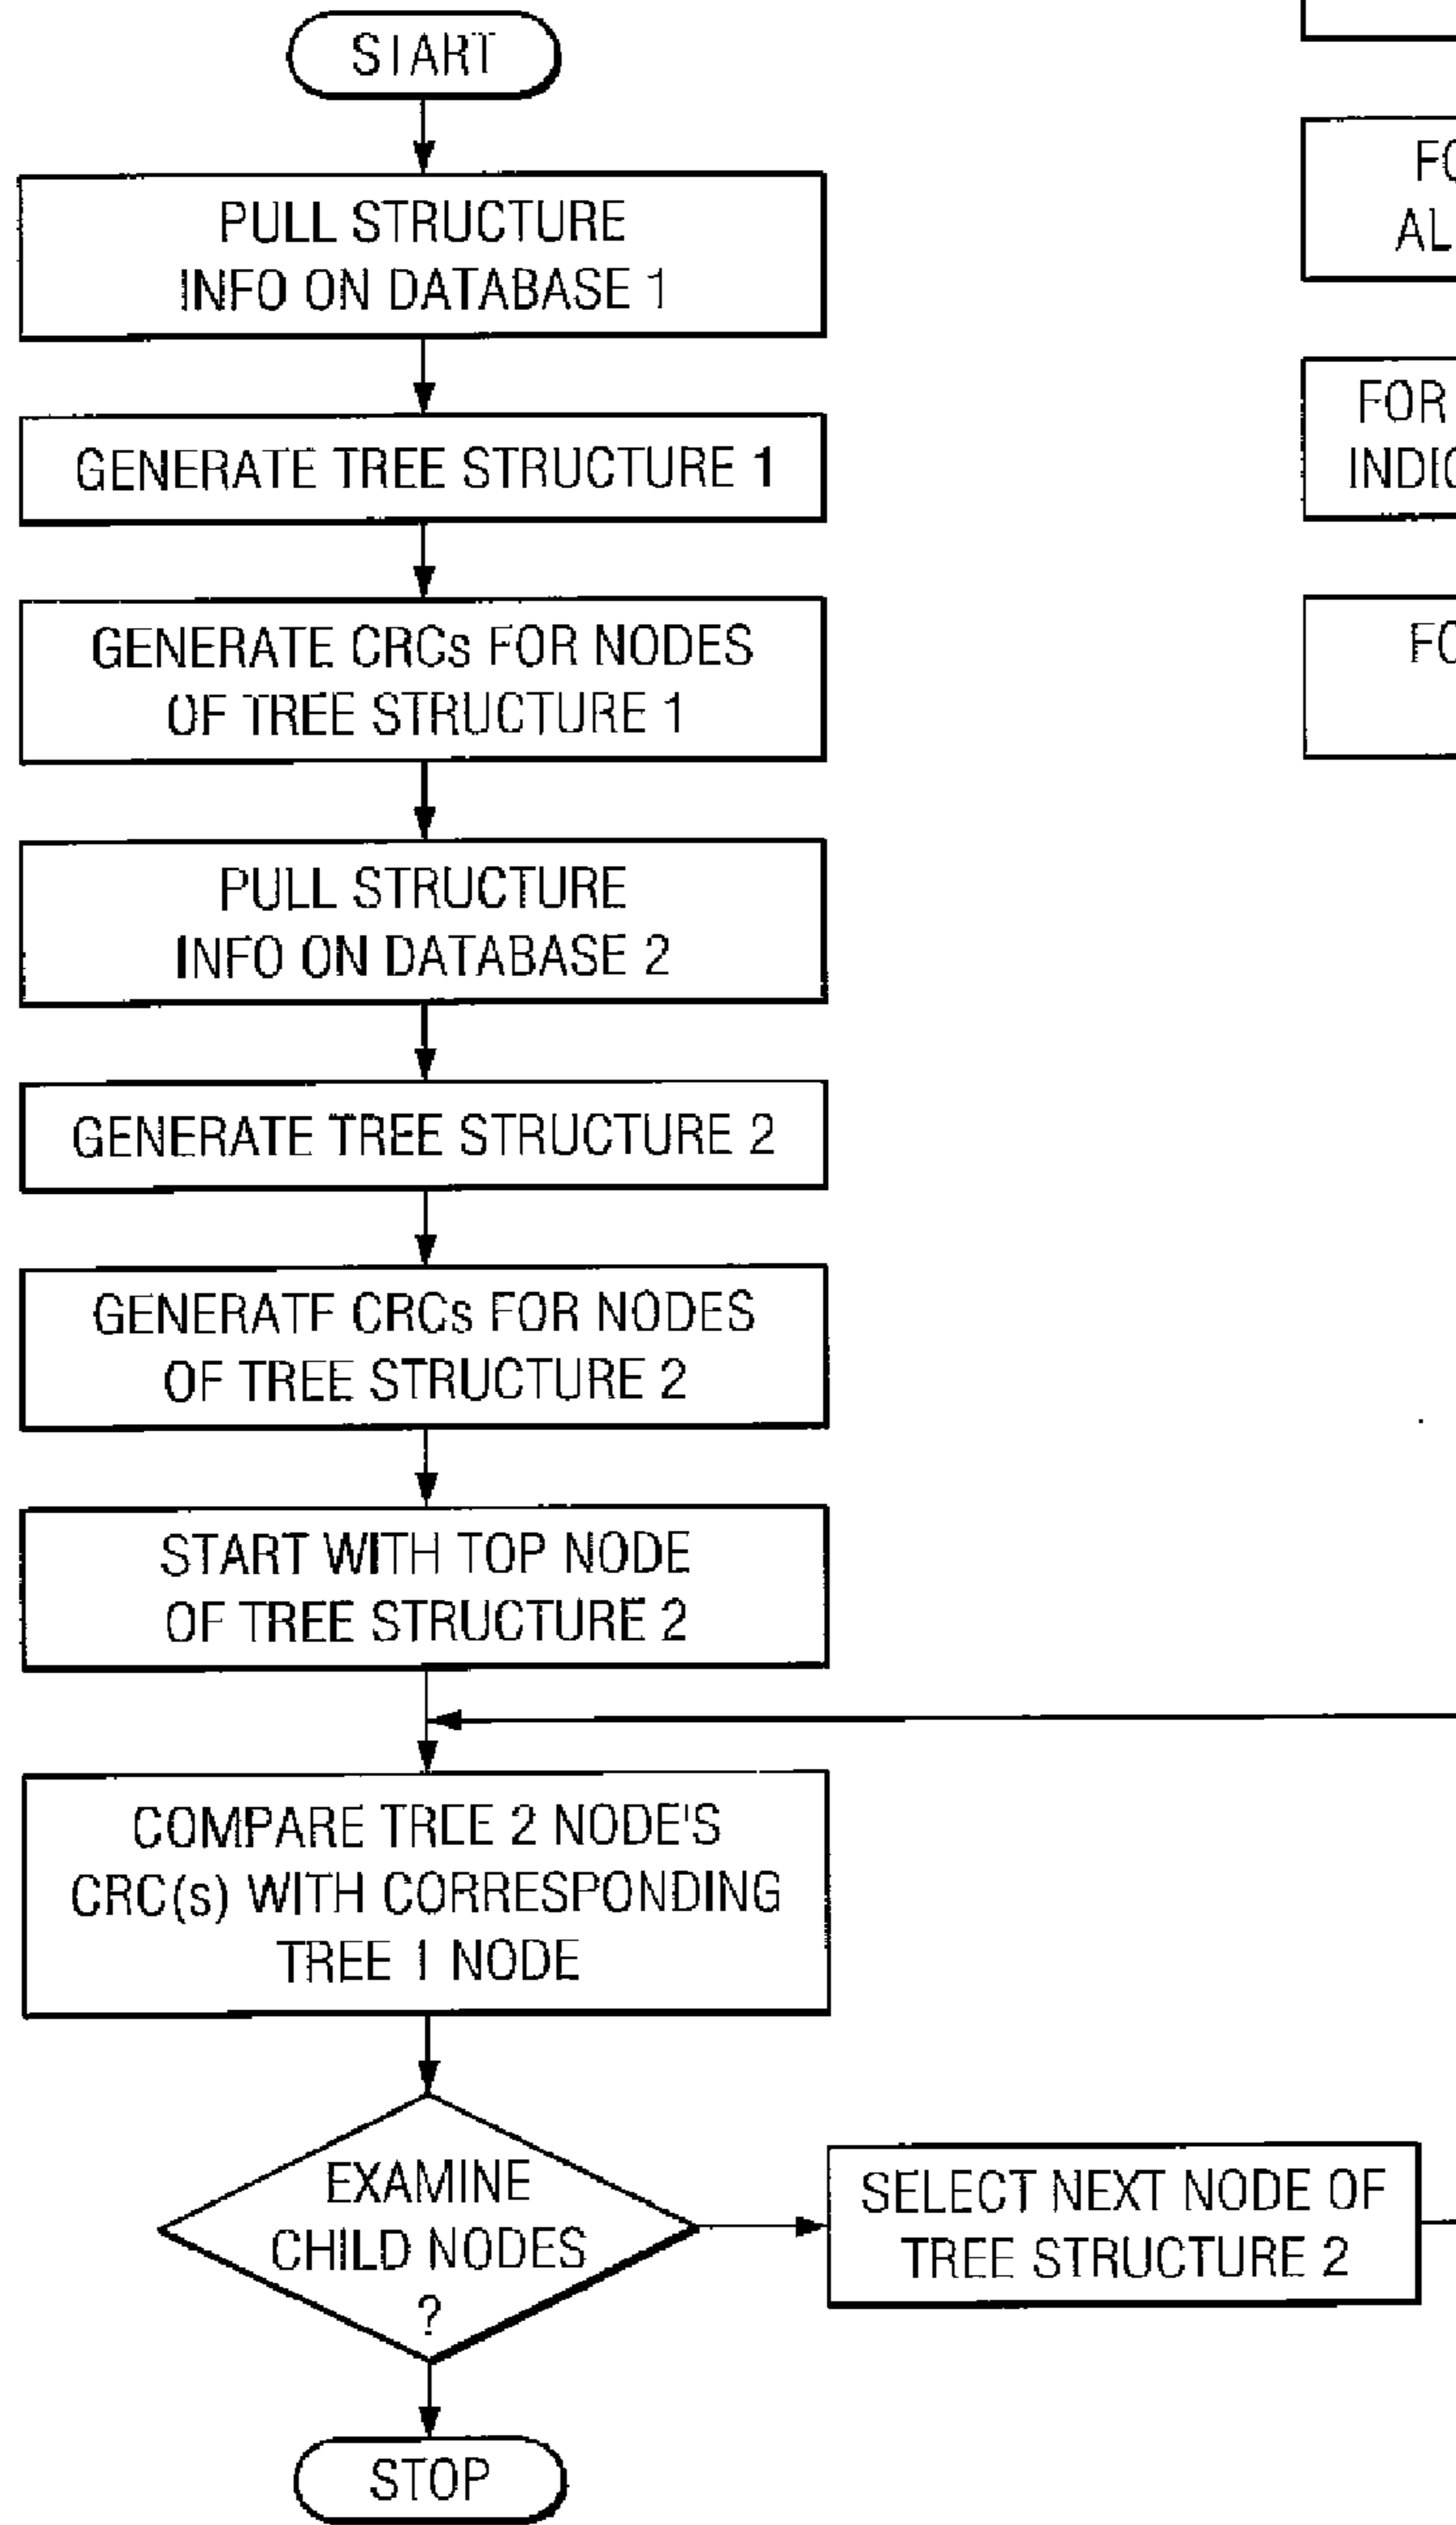 START
PULL STRUCTURE
INFO ON DATABASE 1
GENERATE TREE STRUCTURE 1
GENERATE CRCs FOR NODES
OF TREE STRUCTURE 1
PULL STRUCTURE
INFO ON DATABASE 2
GENERATE TREE STRUCTURE 2
GENERATE CRCs FOR NODES
OF TREE STRUCTURE 2
START WITH TOP NODE
OF TREE STRUCTURE 2
COMPARE TREE 2 NODE'S
CRC(s) WITH CORRESPONDING
TREE 1 NODE
EXAMINE
CHILD NODES
?
SELECT NEXT NODE OF
TREE STRUCTURE 2
STOP
FOR